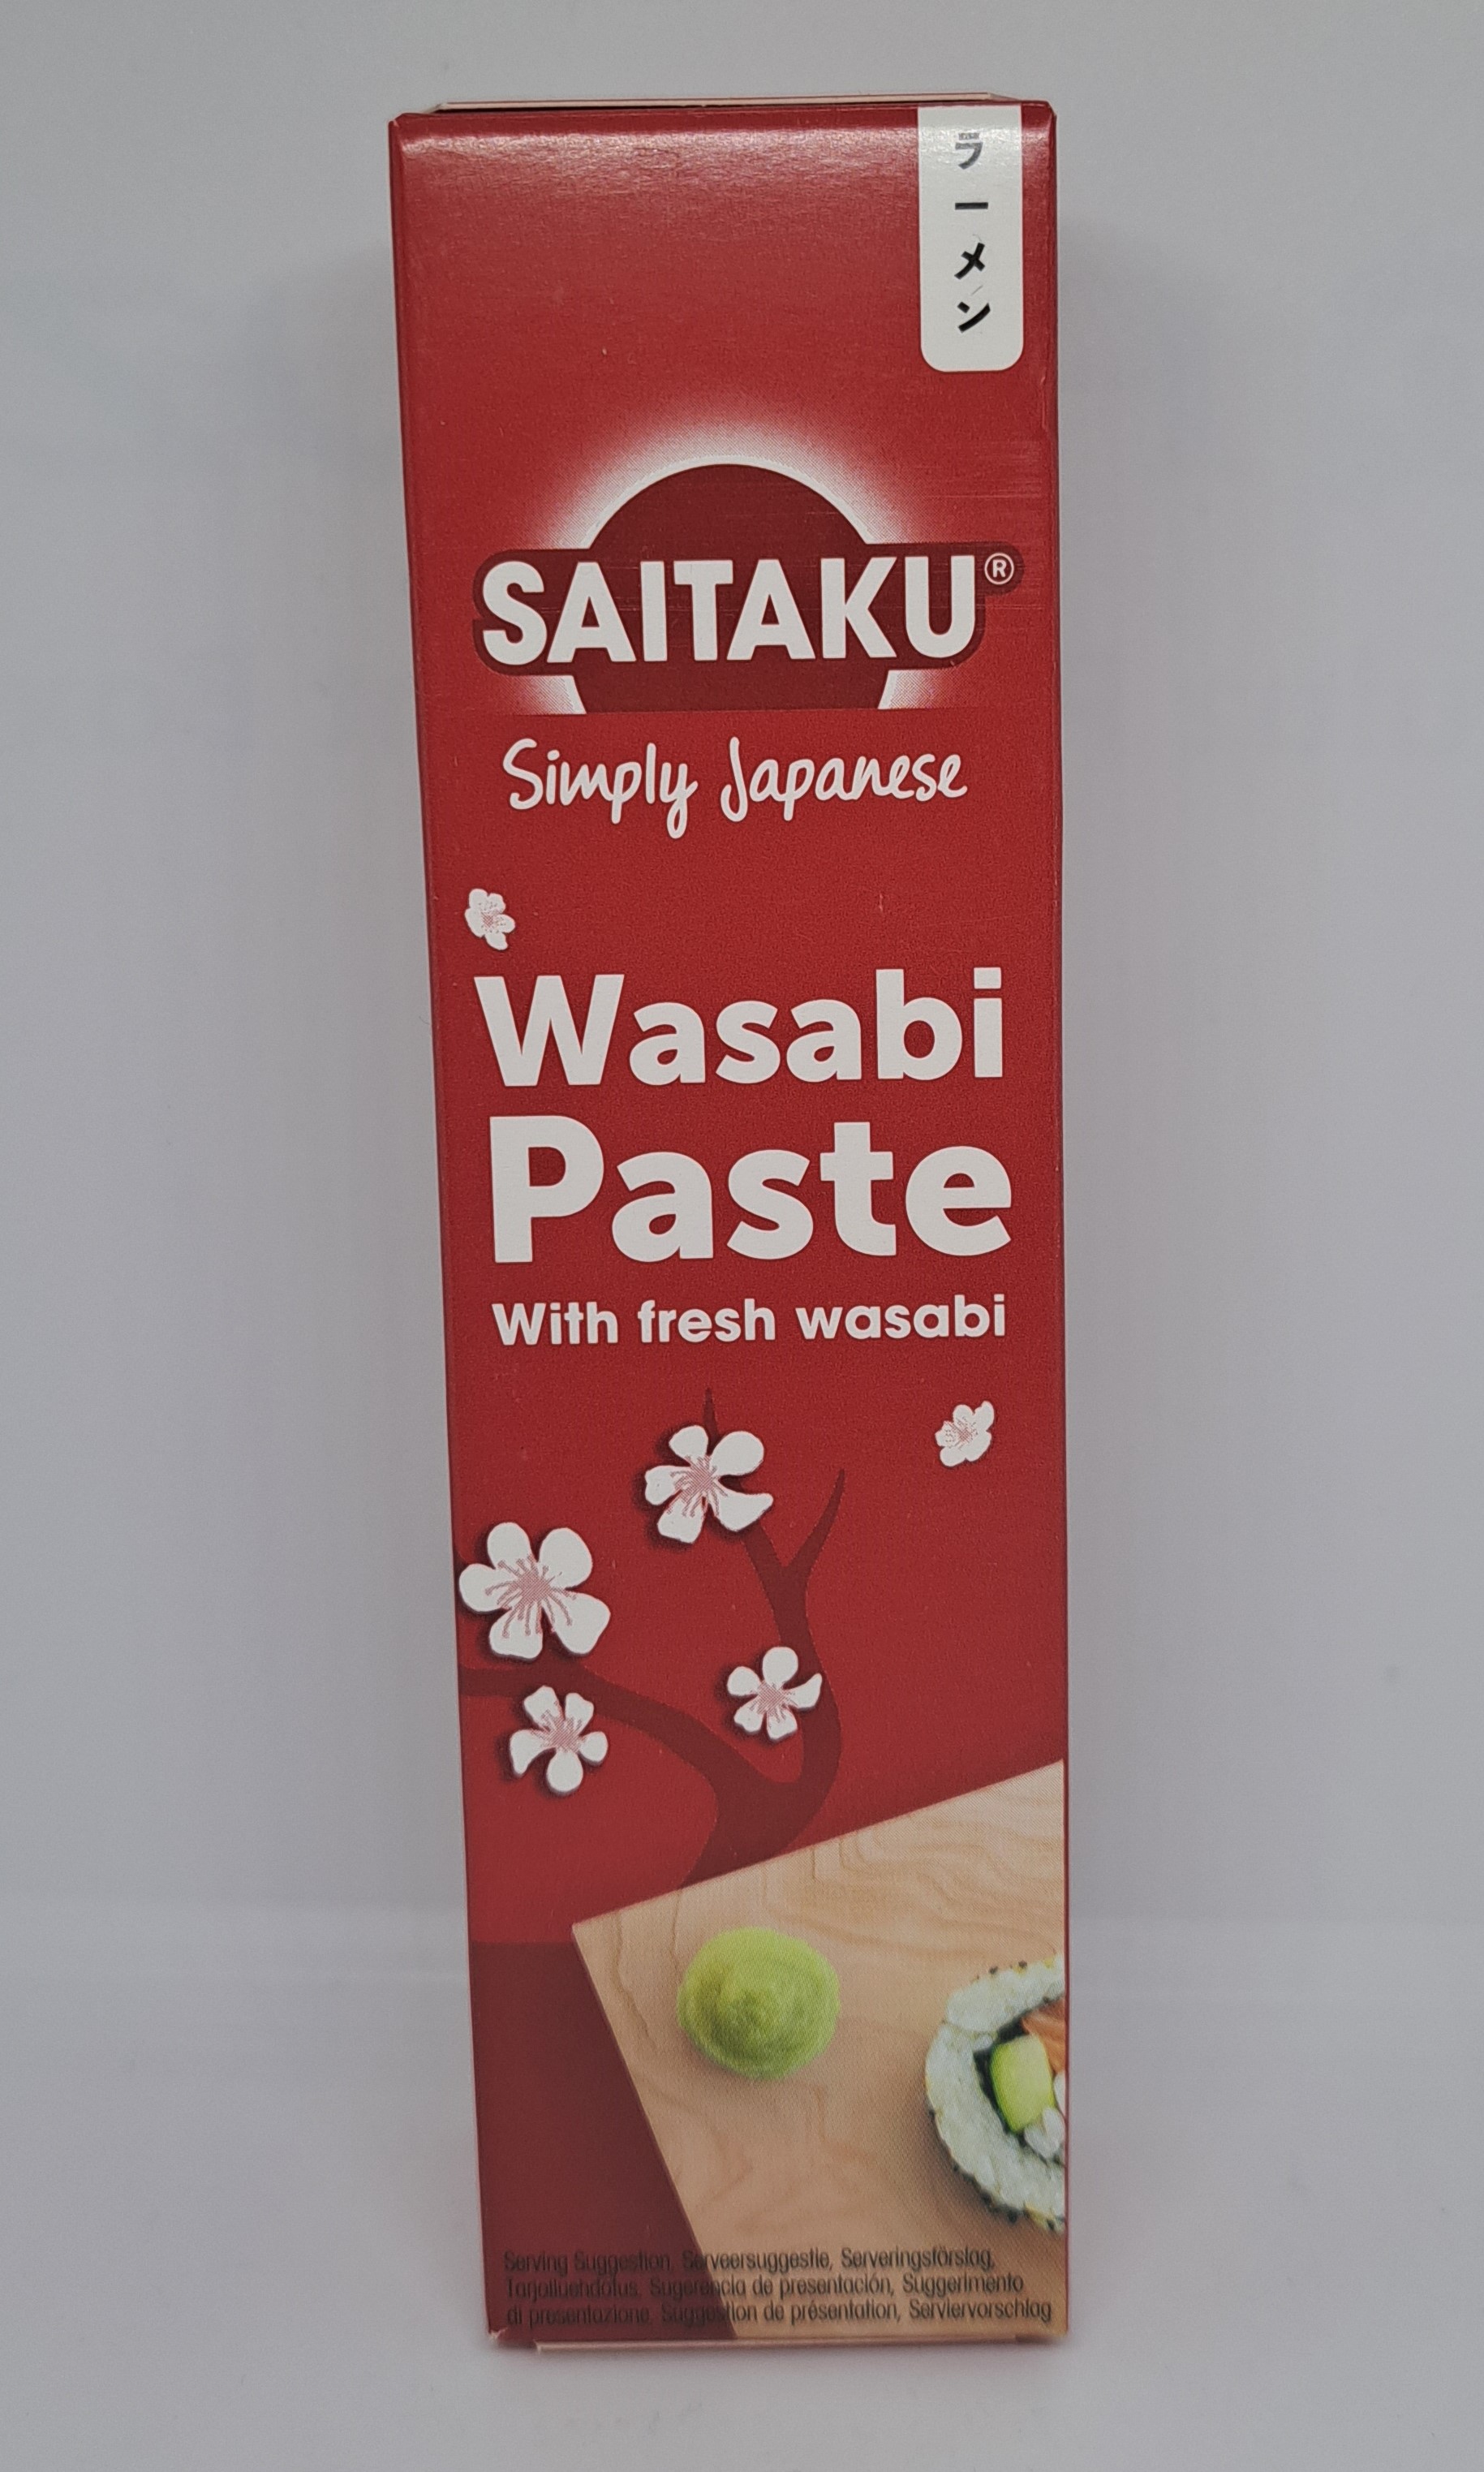 ラーメン
SAITAKU®
Simply Japanese
Wasabi
Paste
With fresh wasabi
Serving Suggestion, Serveersuggestie, Serveringsförslag,
Tarjoiluehdotus, Sugerencia de presentación, Suggerimento
di presentazione, Suggestion de présentation, Serviervorschlag